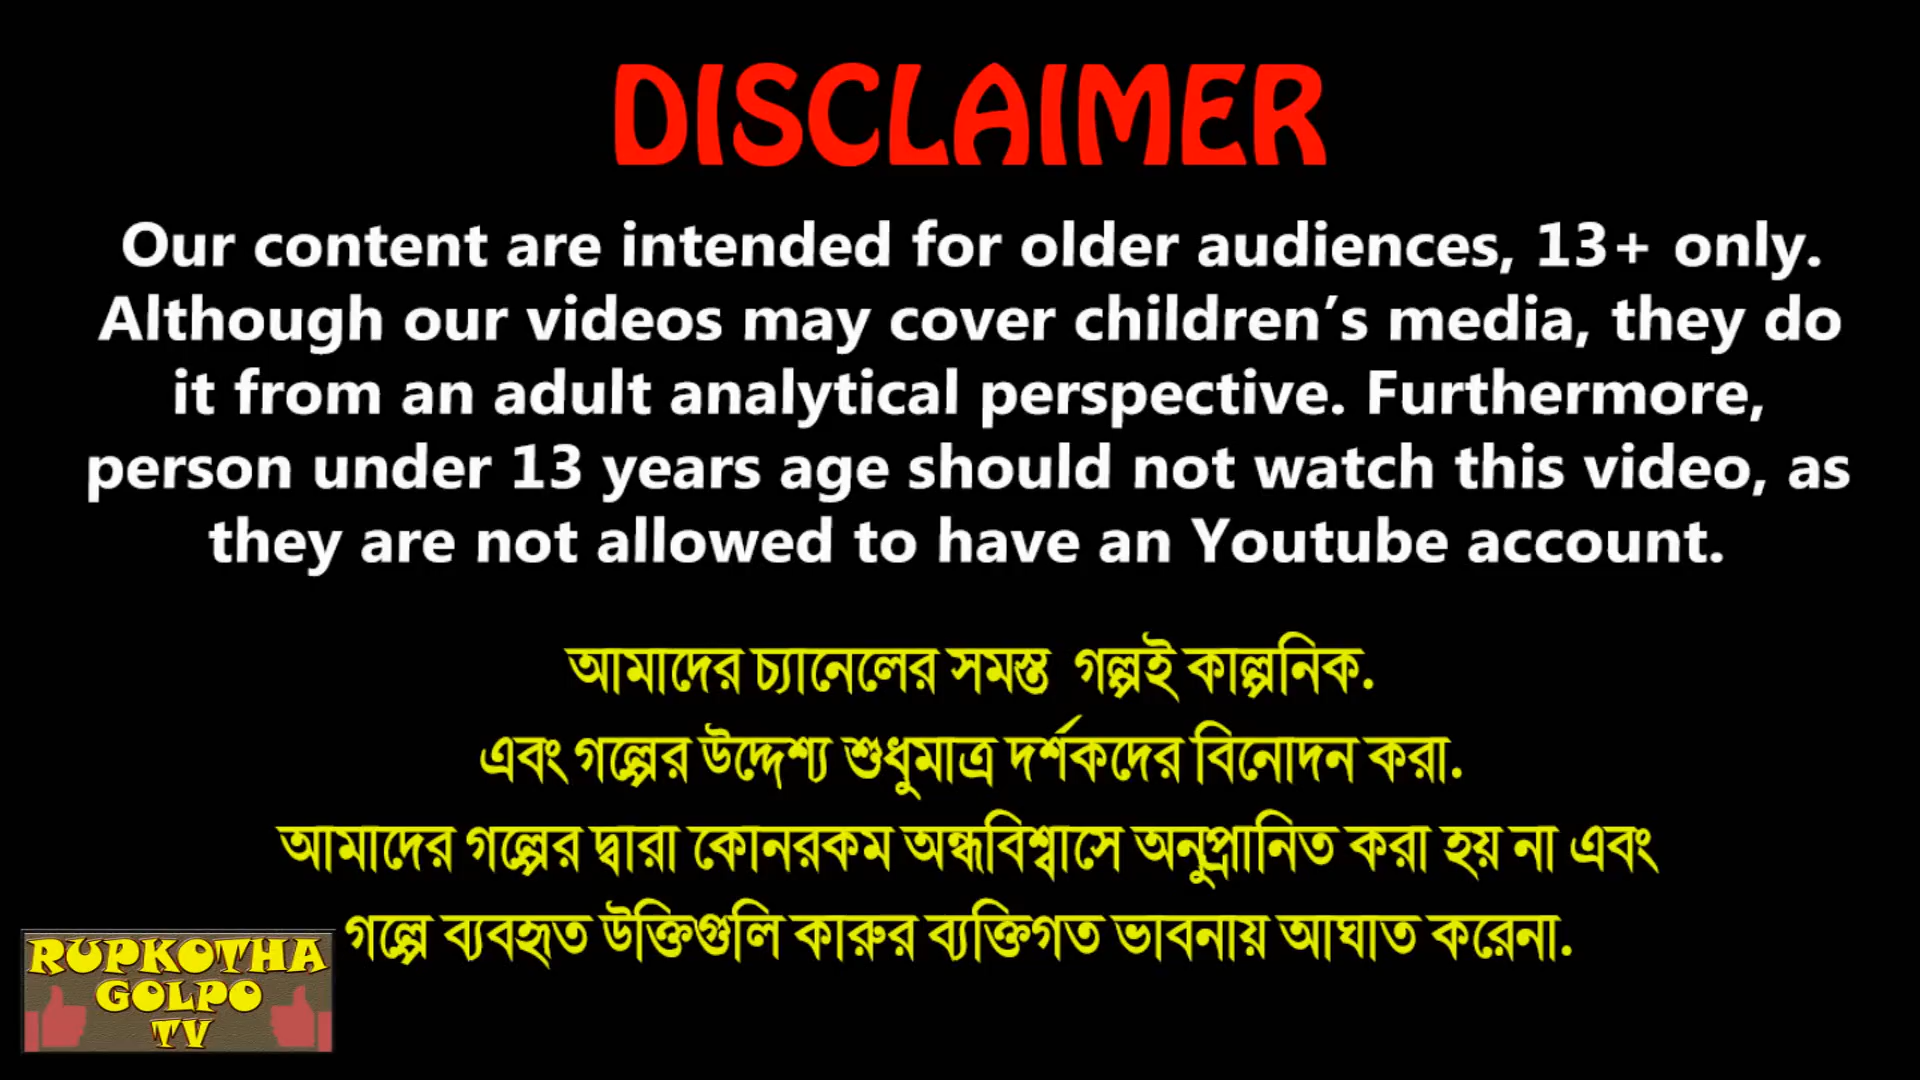 DISCLAIMER
Our content are intended for older audiences, 13+ only.
Although our videos may cover children’s media, they do
it from an adult analytical perspective. Furthermore,
person under 13 years age should not watch this video, as
they are not allowed to have an Youtube account.
আমাদের চ্যানেলের সমস্ত গল্পই কাল্পনিক.
এবং গল্পের উদ্দেশ্য শুধুমাত্র দর্শকদের বিনোদন করা.
আমাদের গল্পের দ্বারা কোনরকম অন্ধবিশ্বাসে অনুপ্রানিত করা হয় না এবং
গল্পে ব্যবহৃত উক্তিগুলি কারুর ব্যক্তিগত ভাবনায় আঘাত করেনা.
RUPKOTHA
GOLPO
TV